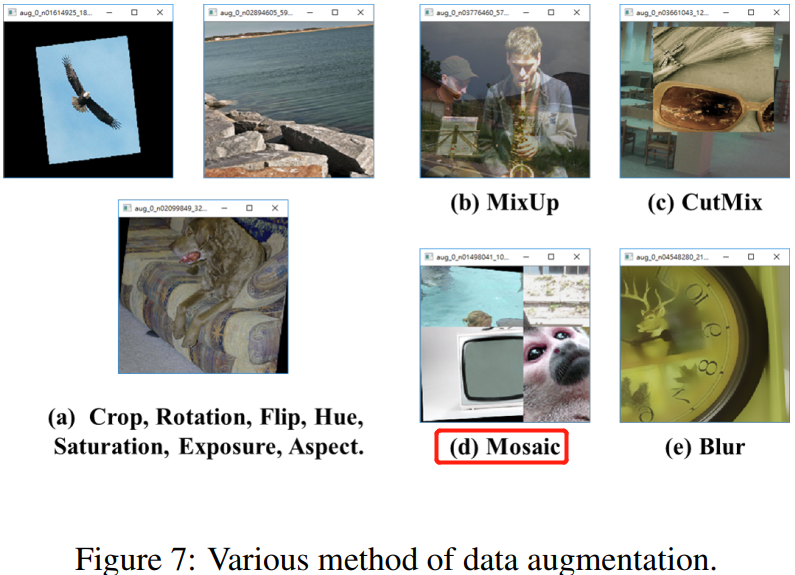 aug_0_n01614925_18...
aug_0_n02894605_59...
aug_0_n03776460_57...
aug_0_n03661043_12...
(b) MixUp
(c) CutMix
aug_0_n02099849_32...
aug_0_n01498041_10...
aug_0_n04548280_21...
(a) Crop, Rotation, Flip, Hue,
Saturation, Exposure, Aspect.
(d) Mosaic
(e) Blur
Figure 7: Various method of data augmentation.